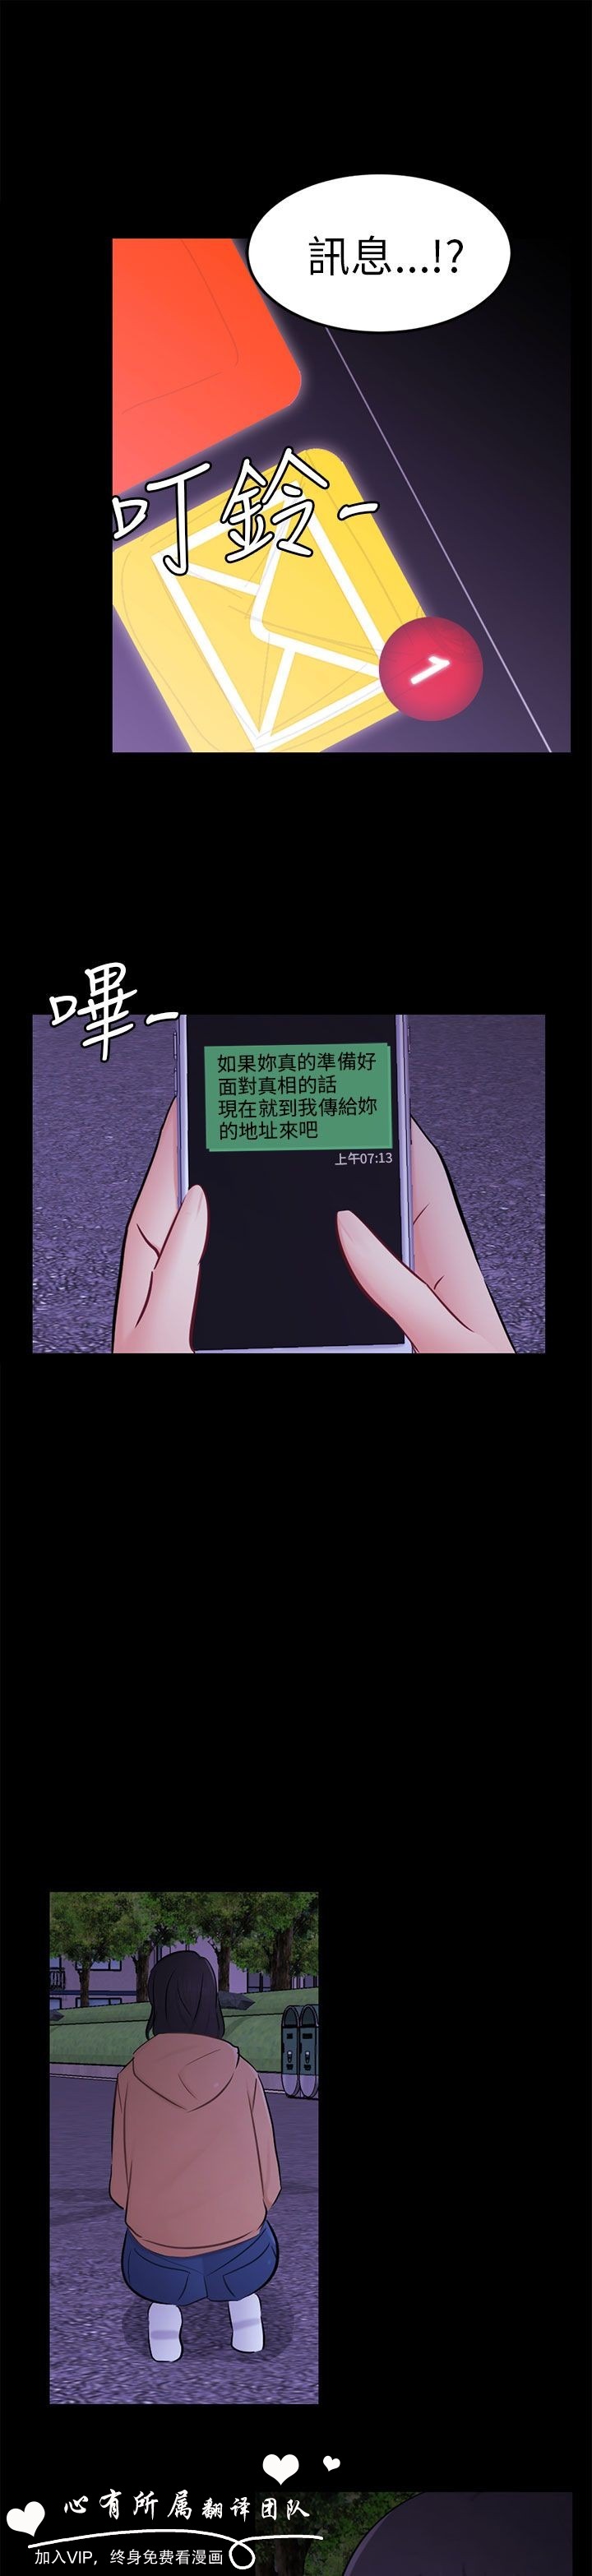 訊息...!?
叮鈴-
1
嗶-
如果妳真的準備好
面對真相的話
現在就到我傳給妳
的地址來吧
上午07:13
心有所属翻译团队
加入VIP，终身免费看漫画